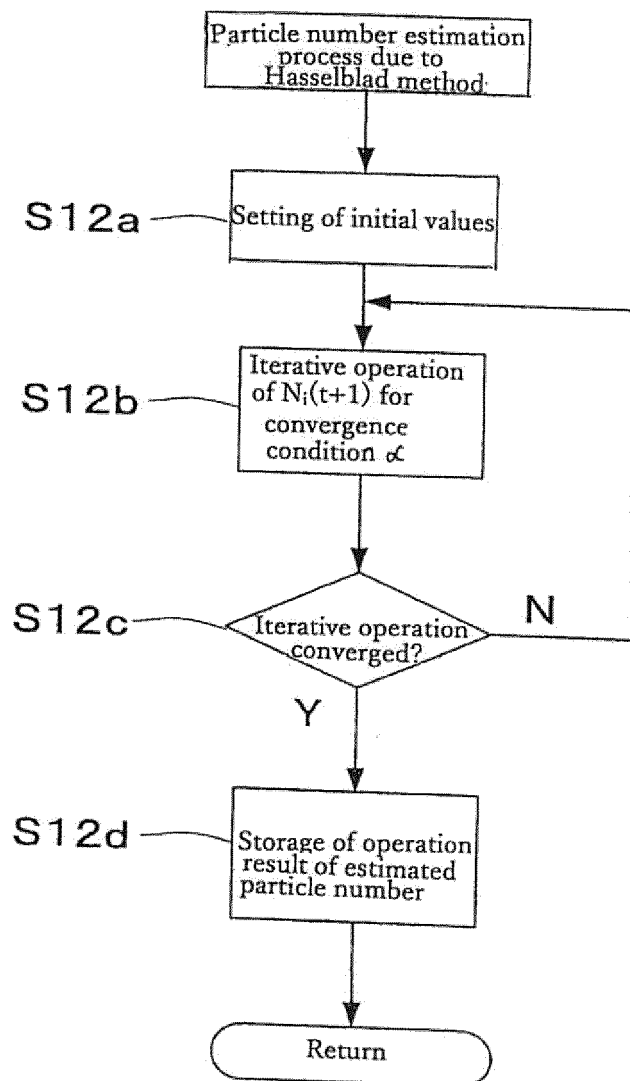 Particle number estimation
process due to
Hasselblad method
S12a
Setting of initial values
S12b
Iterative operation
of Nᵢ(t+1) for
convergence
condition α
S12c
Iterative operation
converged?
N
Y
S12d
Storage of operation
result of estimated
particle number
Return